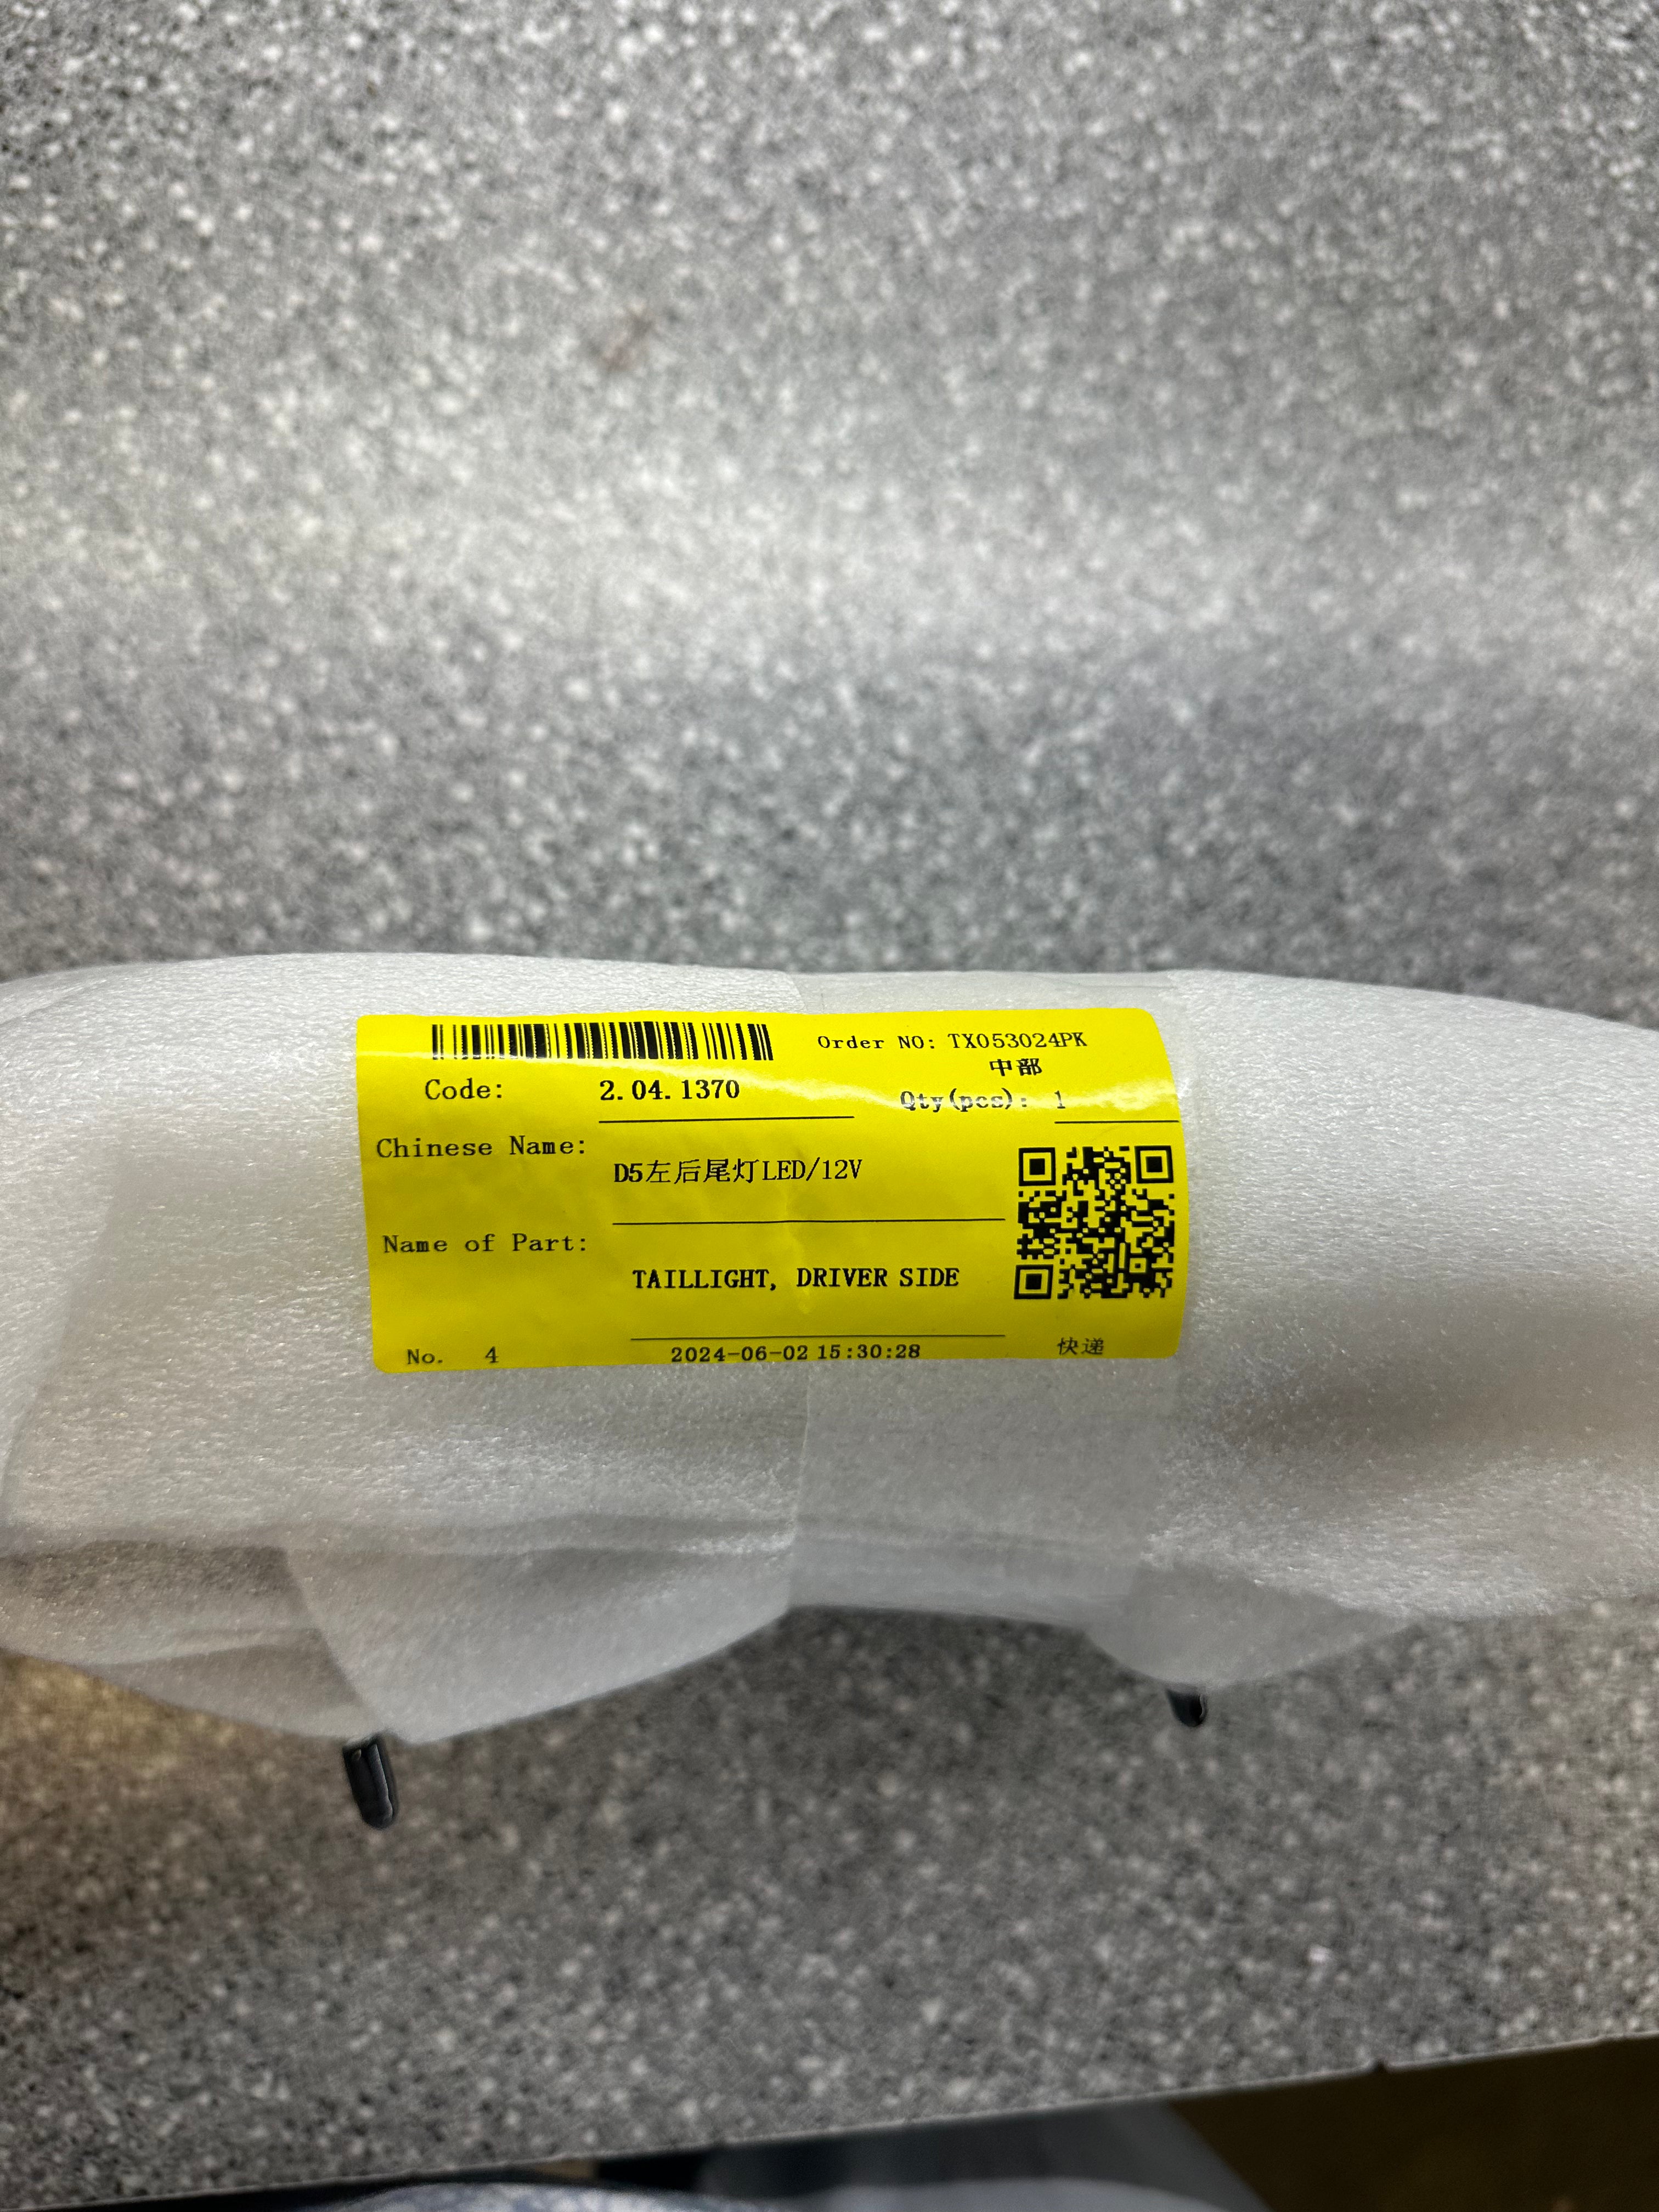 Order NO: TX053024PK
中部
Code: 2.04.1370
Qty(pcs): 1
Chinese Name:
D5左后尾灯LED/12V
Name of Part:
TAILLIGHT, DRIVER SIDE
No. 4 2024-06-02 15:30:28 快递